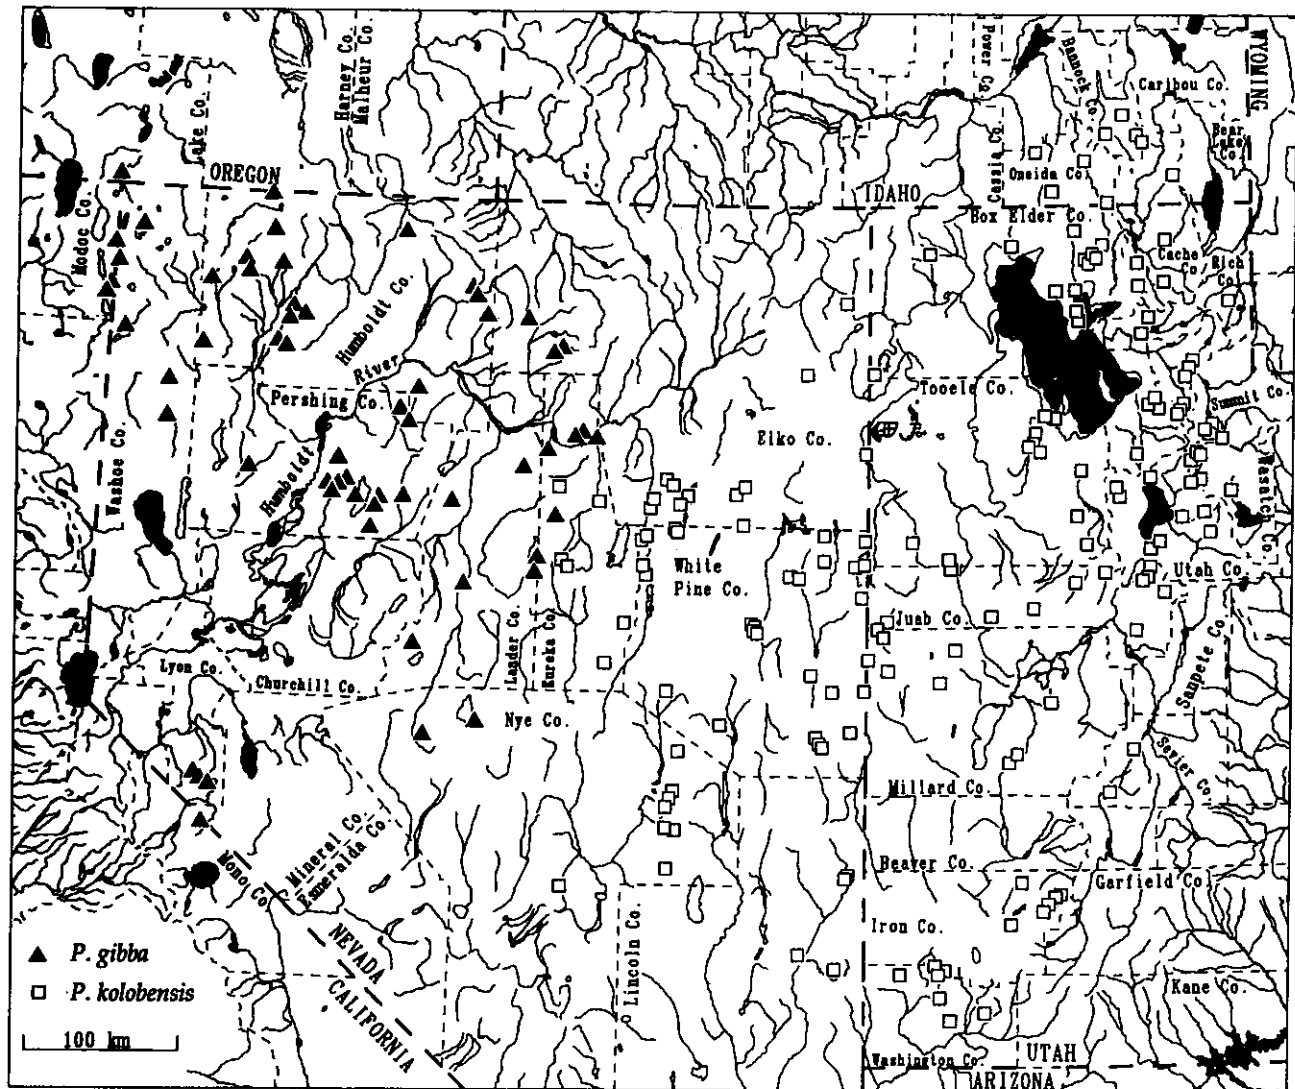 WYOMING
Power Co.
Bannock Co.
Caribou Co.
Harney Co.
Malheur Co.
Lake Co.
Bear
Lake
Co.
Cassia Co.
Oneida Co.
OREGON
IDAHO
Modoc Co.
Box Elder Co.
Cache
Co.
Rich
Co.
Humboldt Co.
River
Pershing Co.
Tooele Co.
Summit Co.
Elko Co.
Washoe Co.
Humboldt
Wasatch Co.
White
Pine Co.
Utah Co.
Juab Co.
Lander Co.
Eureka Co.
Sanpete Co.
Lyon Co.
Churchill Co.
Nye Co.
Sevier Co.
Millard Co.
Mineral Co.
Esmeralda Co.
Mono Co.
Beaver Co.
Garfield Co.
NEVADA
CALIFORNIA
Lincoln Co.
Iron Co.
P. gibba
P. kolobensis
Kane Co.
100 km
Washington Co.
UTAH
ARIZONA